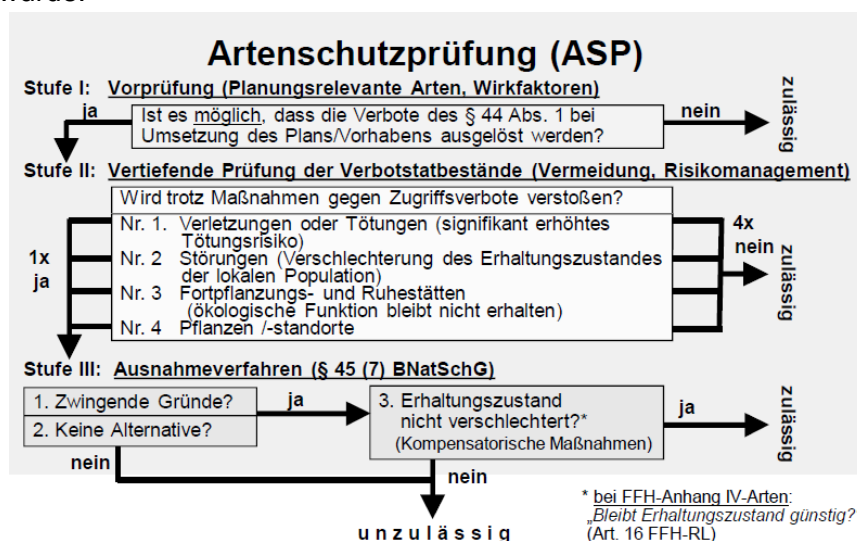 Artenschutzprüfung (ASP)
Stufe I: Vorprüfung (Planungsrelevante Arten, Wirkfaktoren)
ja
Ist es möglich, dass die Verbote des § 44 Abs. 1 bei
Umsetzung des Plans/Vorhabens ausgelöst werden?
nein
zulässig
Stufe II: Vertiefende Prüfung der Verbotstatbestände (Vermeidung, Risikomanagement)
Wird trotz Maßnahmen gegen Zugriffsverbote verstoßen?
1x
ja
Nr. 1. Verletzungen oder Tötungen (signifikant erhöhtes
Tötungsrisiko)
Nr. 2 Störungen (Verschlechterung des Erhaltungszustandes
der lokalen Population)
Nr. 3 Fortpflanzungs- und Ruhestätten
(ökologische Funktion bleibt nicht erhalten)
Nr. 4 Pflanzen /-standorte
4x
nein
zulässig
Stufe III: Ausnahmeverfahren (§ 45 (7) BNatSchG)
1. Zwingende Gründe?
2. Keine Alternative?
ja
3. Erhaltungszustand
nicht verschlechtert?*
(Kompensatorische Maßnahmen)
ja
zulässig
nein
nein
unzulässig
* bei FFH-Anhang IV-Arten:
„Bleibt Erhaltungszustand günstig?
(Art. 16 FFH-RL)